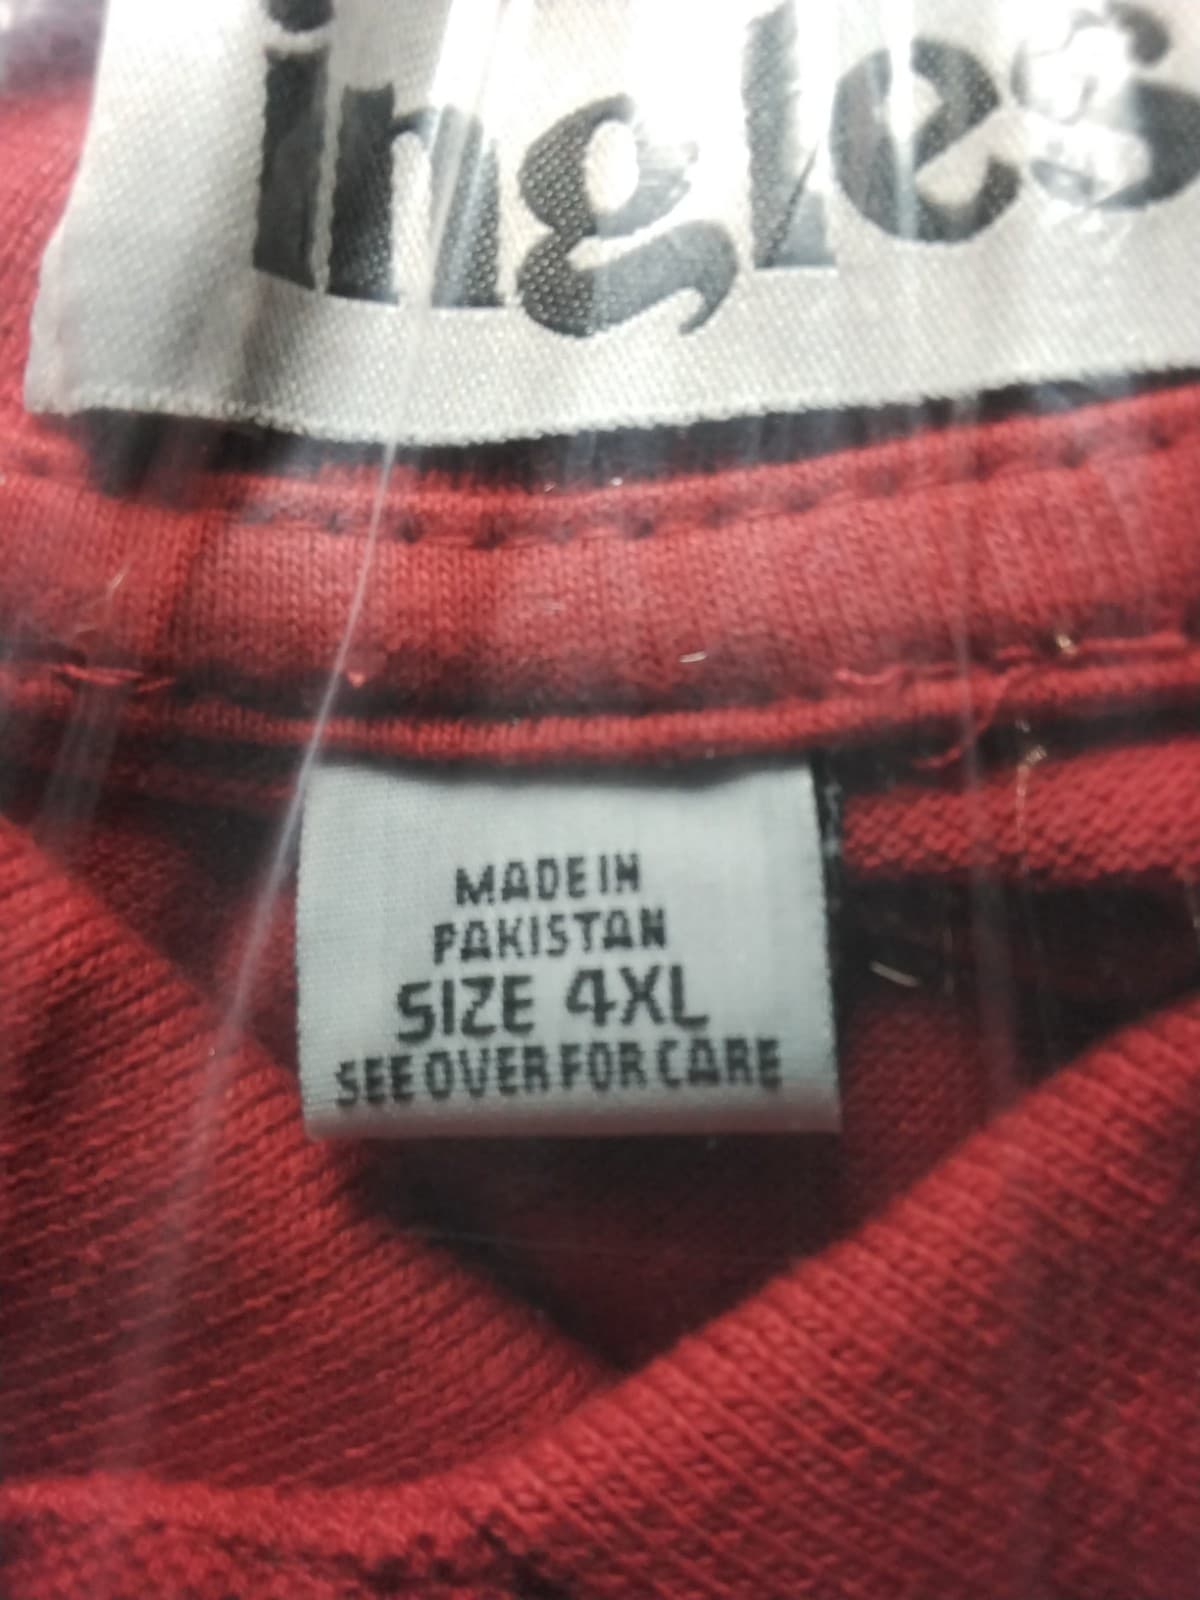 ingles
MADE IN
PAKISTAN
SIZE 4XL
SEE OVER FOR CARE